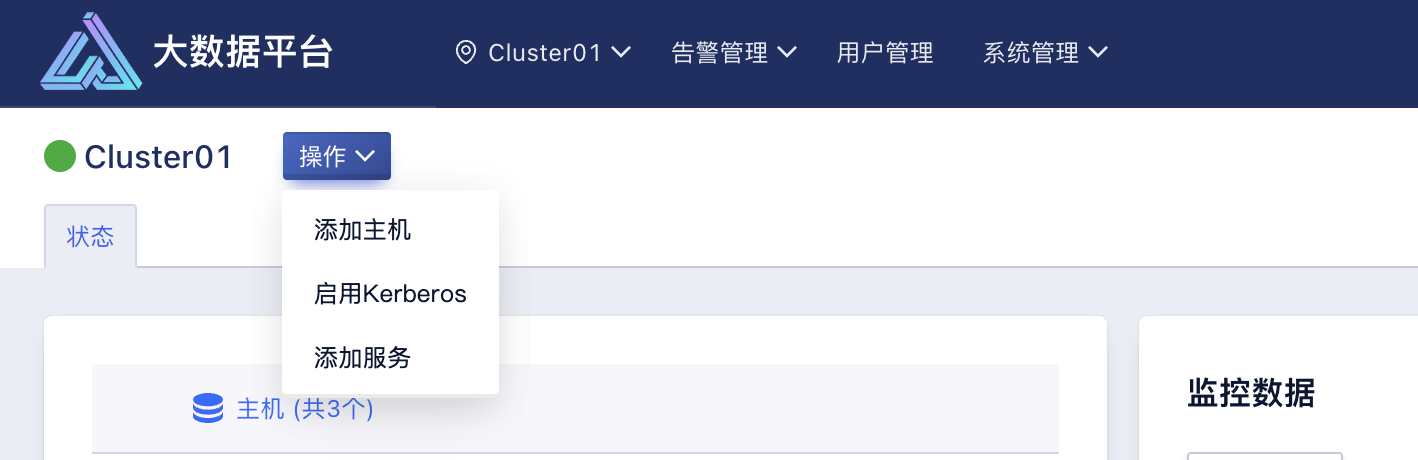 大数据平台
Cluster01 告警管理 用户管理 系统管理
Cluster01 操作
添加主机
状态
启用Kerberos
添加服务
主机 (共3个)
监控数据